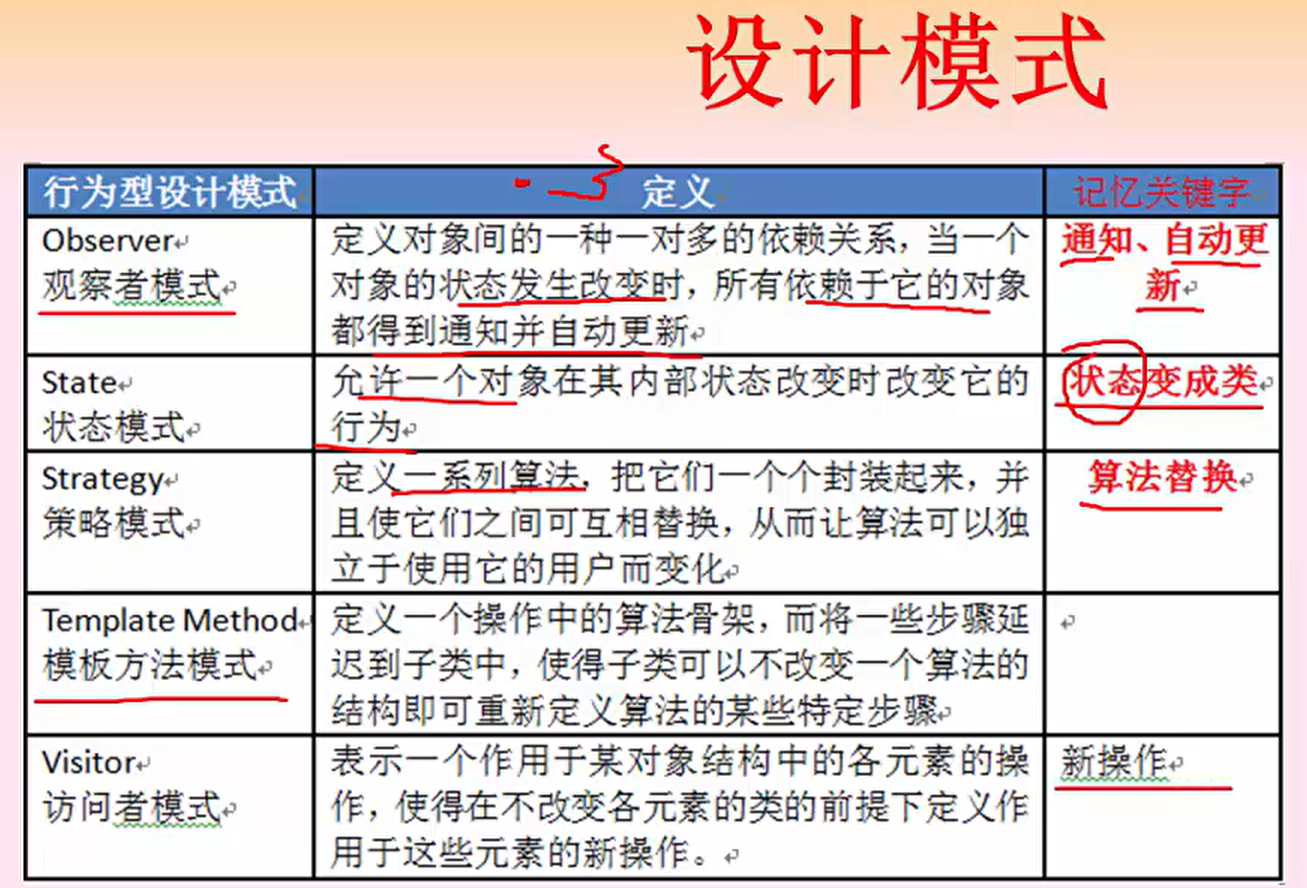 设计模式
行为型设计模式
定义
记忆关键字
Observer
观察者模式
定义对象间的一种一对多的依赖关系，当一个
对象的状态发生改变时，所有依赖于它的对象
都得到通知并自动更新
通知、自动更
新
State
状态模式
允许一个对象在其内部状态改变时改变它的
行为
状态变成类
Strategy
策略模式
定义一系列算法，把它们一个个封装起来，并
且使它们之间可互相替换，从而让算法可以独
立于使用它的用户而变化
算法替换
Template Method
模板方法模式
定义一个操作中的算法骨架，而将一些步骤延
迟到子类中，使得子类可以不改变一个算法的
结构即可重新定义算法的某些特定步骤
Visitor
访问者模式
表示一个作用于某对象结构中的各元素的操
作，使得在不改变各元素的类的前提下定义作
用于这些元素的新操作。
新操作